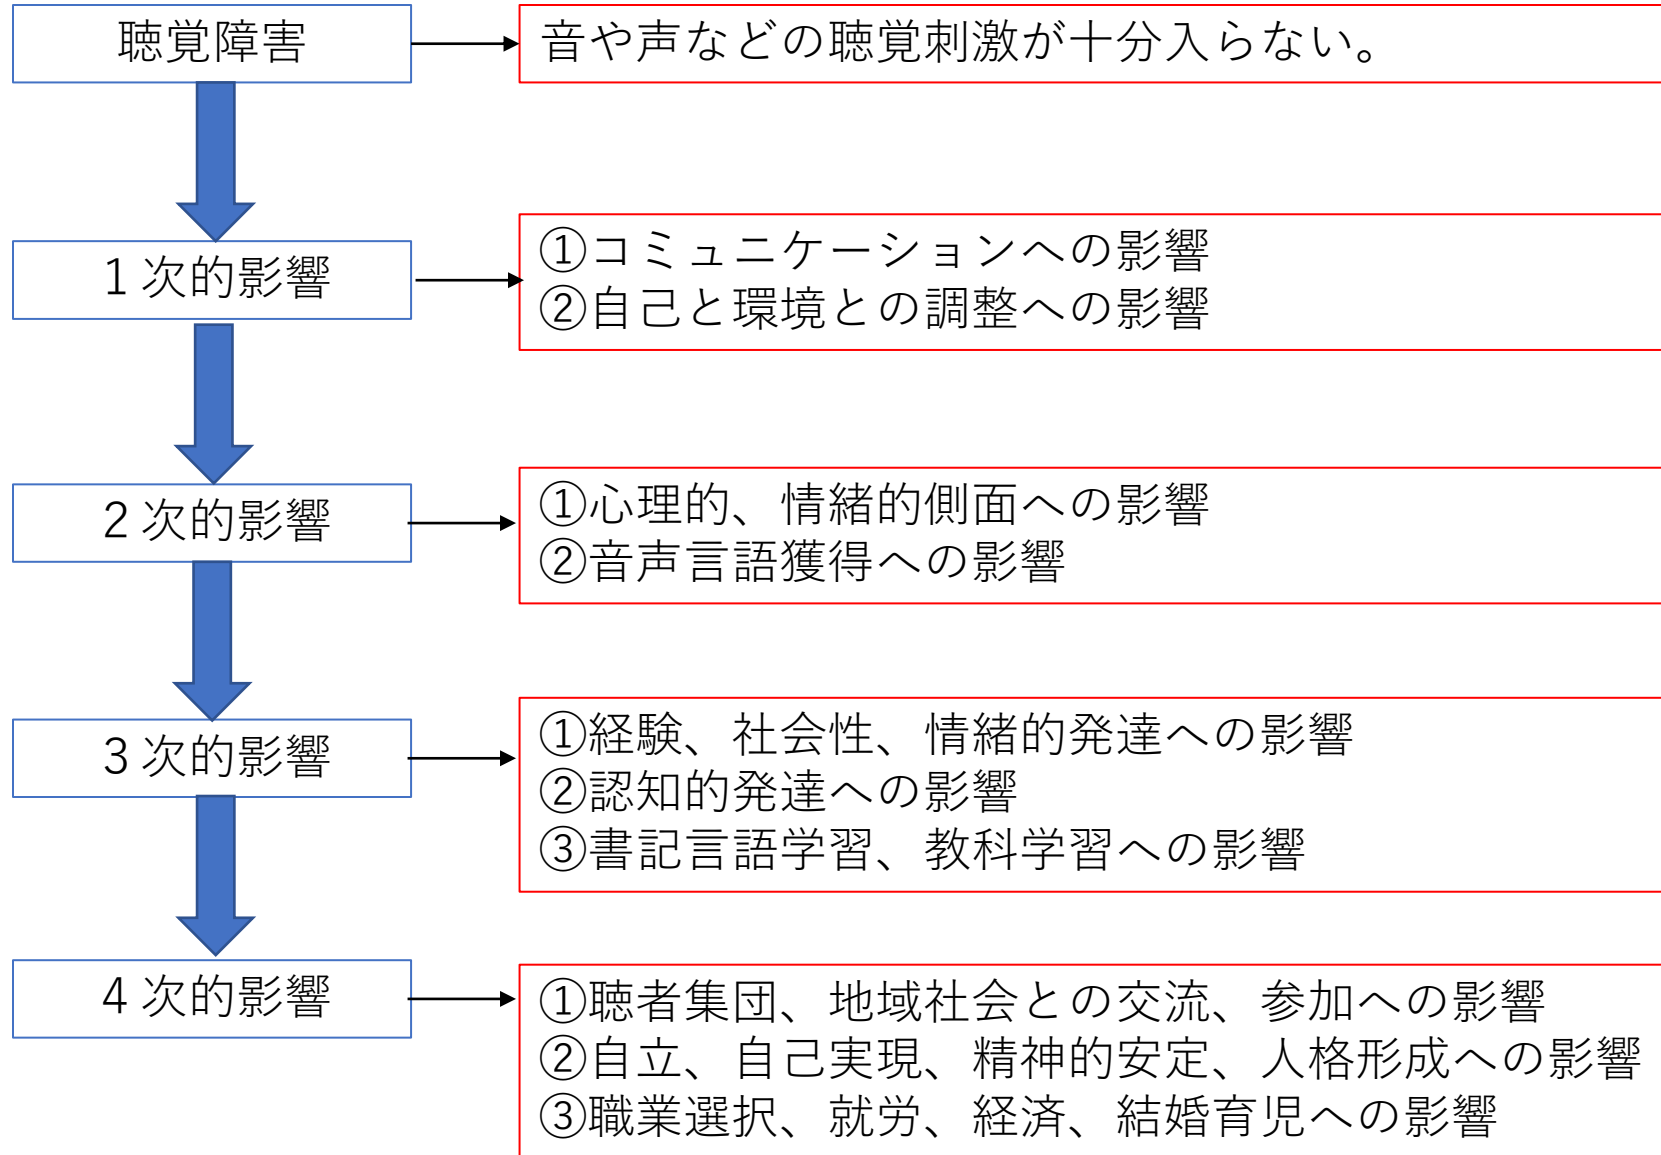 聴覚障害
音や声などの聴覚刺激が十分入らない。
１次的影響
①コミュニケーションへの影響
②自己と環境との調整への影響
２次的影響
①心理的、情緒的側面への影響
②音声言語獲得への影響
３次的影響
①経験、社会性、情緒的発達への影響
②認知的発達への影響
③書記言語学習、教科学習への影響
４次的影響
①聴者集団、地域社会との交流、参加への影響
②自立、自己実現、精神的安定、人格形成への影響
③職業選択、就労、経済、結婚育児への影響